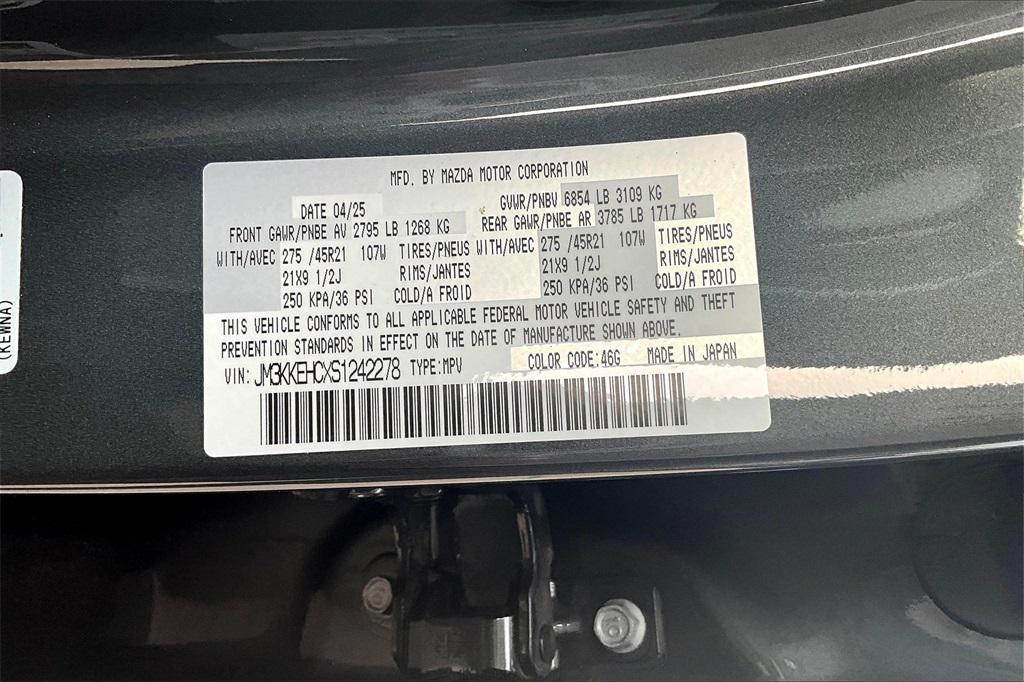 MFD. BY MAZDA MOTOR CORPORATION
DATE 04/25 GVWR/PNBV 6854 LB 3109 KG
FRONT GAWR/PNBE AV 2795 LB 1268 KG REAR GAWR/PNBE AR 3785 LB 1717 KG
WITH/AVEC 275 /45R21 107W TIRES/PNEUS WITH/AVEC 275 /45R21 107W TIRES/PNEUS
21X9 1/2J RIMS/JANTES 21X9 1/2J RIMS/JANTES
250 KPA/36 PSI COLD/A FROID 250 KPA/36 PSI COLD/A FROID
THIS VEHICLE CONFORMS TO ALL APPLICABLE FEDERAL MOTOR VEHICLE SAFETY AND THEFT
PREVENTION STANDARDS IN EFFECT ON THE DATE OF MANUFACTURE SHOWN ABOVE.
VIN: JM3KKEHCXS1242278 TYPE:MPV COLOR CODE:46G MADE IN JAPAN
(KEWNA)